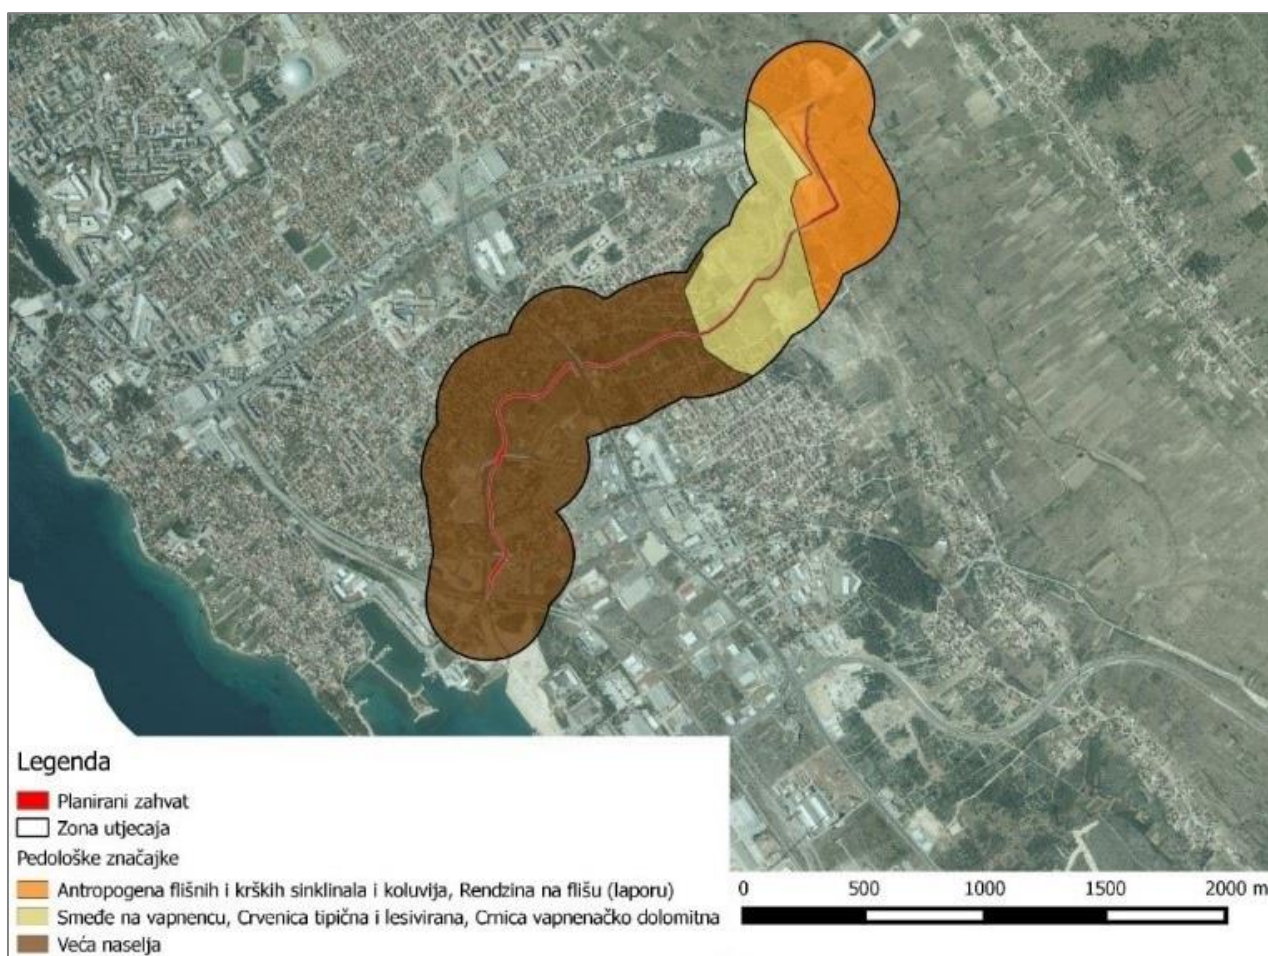 Legenda
Planirani zahvat
Zona utjecaja
Pedološke značajke
Antropogena flišnih i krških sinklinala i koluvija, Rendzina na flišu (laporu)
Smeđe na vapnencu, Crvenica tipična i lesivirana, Crnica vapnenačko dolomitna
Veća naselja
0 500 1000 1500 2000 m